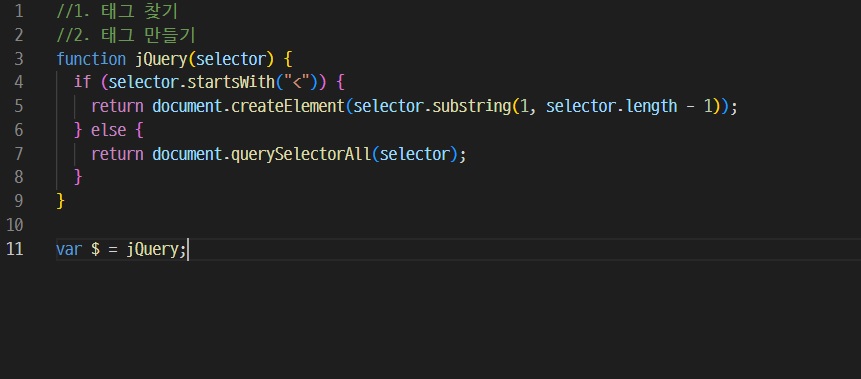 1 //1. 태그 찾기
2 //2. 태그 만들기
3 function jQuery(selector) {
4   if (selector.startsWith("<")) {
5     return document.createElement(selector.substring(1, selector.length - 1));
6   } else {
7     return document.querySelectorAll(selector);
8   }
9 }
10
11 var $ = jQuery;